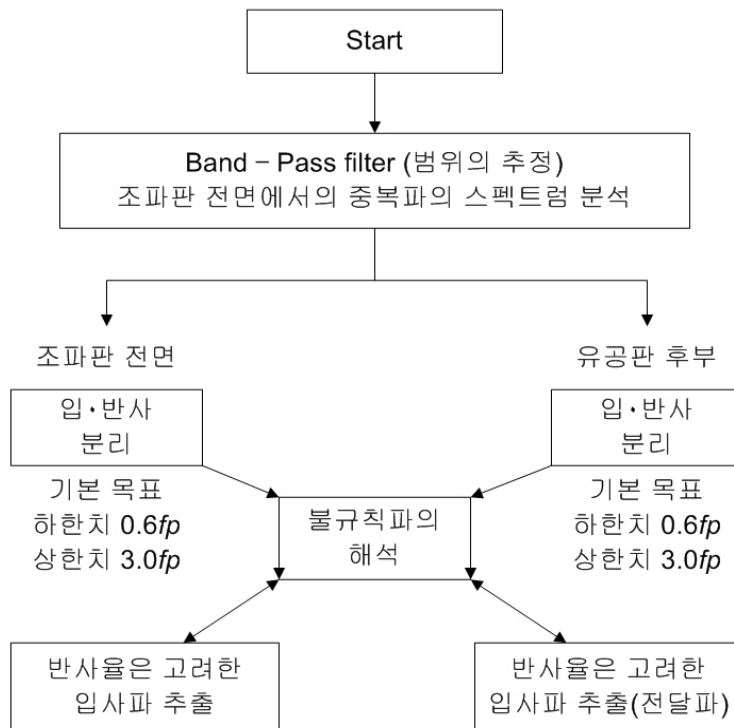 Start
Band – Pass filter (범위의 추정)
조파판 전면에서의 중복파의 스펙트럼 분석
조파판 전면
유공판 후부
입·반사
분리
입·반사
분리
기본 목표
하한치 0.6fp
상한치 3.0fp
기본 목표
하한치 0.6fp
상한치 3.0fp
불규칙파의
해석
반사율은 고려한
입사파 추출
반사율은 고려한
입사파 추출(전달파)